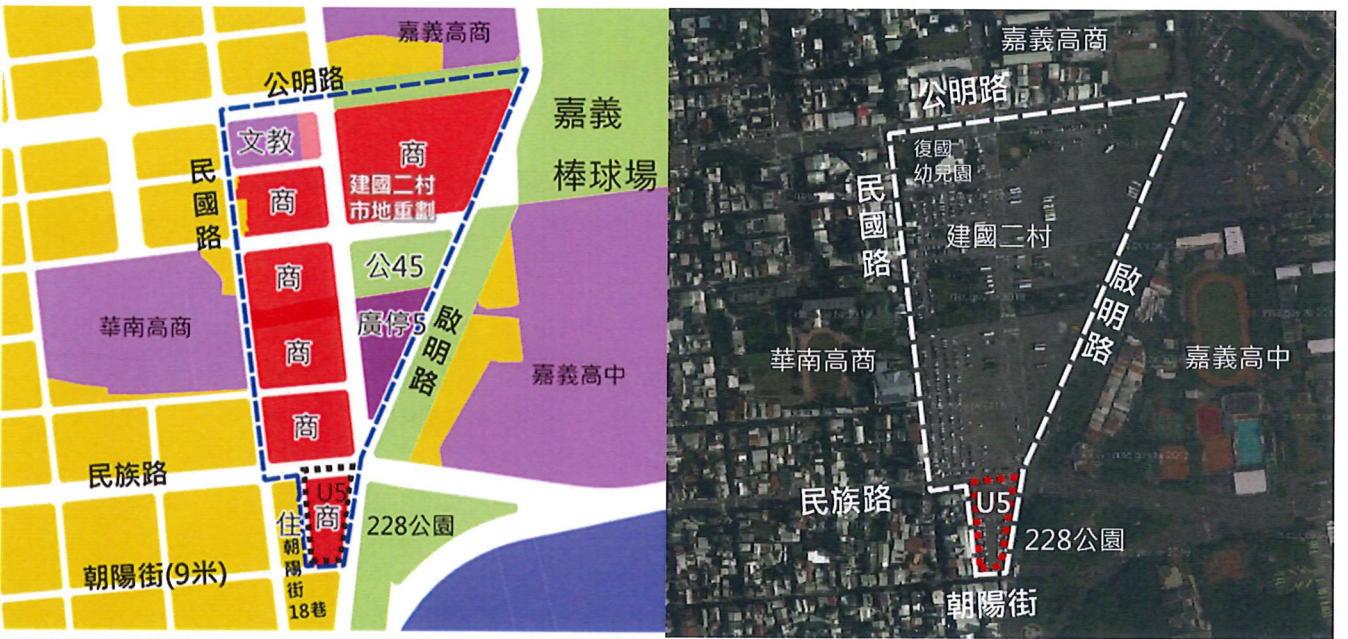 嘉義高商
公明路
嘉義
棒球場
文教
商
建國二村
市地重劃
民國路
商
公45
商
廣停5
啟明路
華南高商
商
嘉義高中
商
民族路
U5
商
住
228公園
朝陽街(9米)
朝陽街
18巷
嘉義高商
公明路
復國
幼兒園
民國路
建國二村
啟明路
華南高商
嘉義高中
民族路
U5
228公園
朝陽街